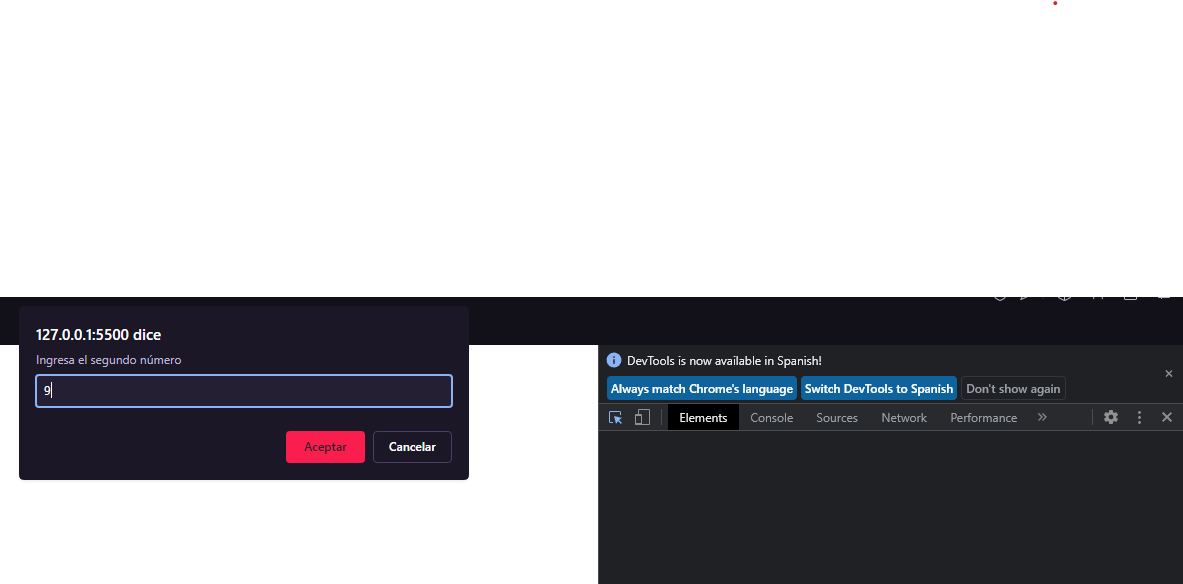 127.0.0.1:5500 dice
Ingresa el segundo número
9
Aceptar Cancelar
DevTools is now available in Spanish!
Always match Chrome's language Switch DevTools to Spanish Don't show again
Elements Console Sources Network Performance